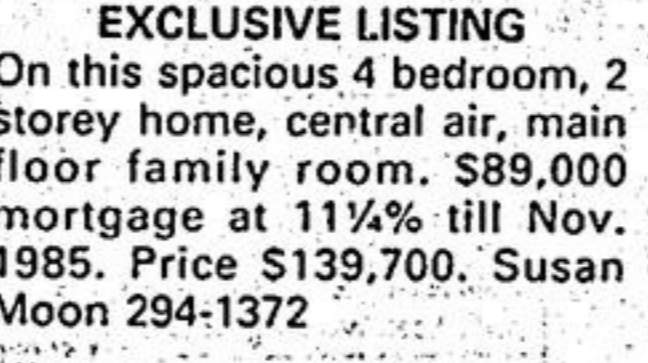 EXCLUSIVE LISTING
On this spacious 4 bedroom, 2
storey home, central air, main
floor family room. $89,000
mortgage at 11¼% till Nov.
1985. Price $139,700. Susan
Moon 294-1372